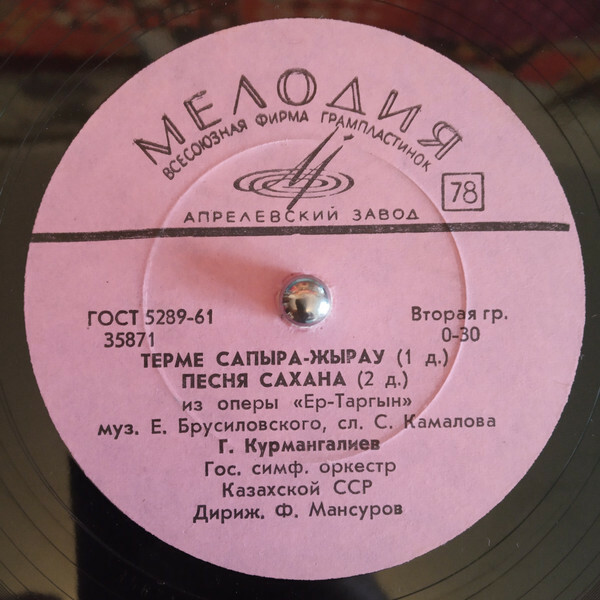 МЕЛОДИЯ
ВСЕСОЮЗНАЯ ФИРМА ГРАМПЛАСТИНОК
АПРЕЛЕВСКИЙ ЗАВОД
78
ГОСТ 5289-61
Вторая гр.
35871
0-30
ТЕРМЕ САПЫРА-ЖЫРАУ (1 д.)
ПЕСНЯ САХАНА (2 д.)
из оперы «Ер-Таргын»
муз. Е. Брусиловского, сл. С. Камалова
Г. Курмангалиев
Гос. симф. оркестр
Казахской ССР
Дириж. Ф. Мансуров